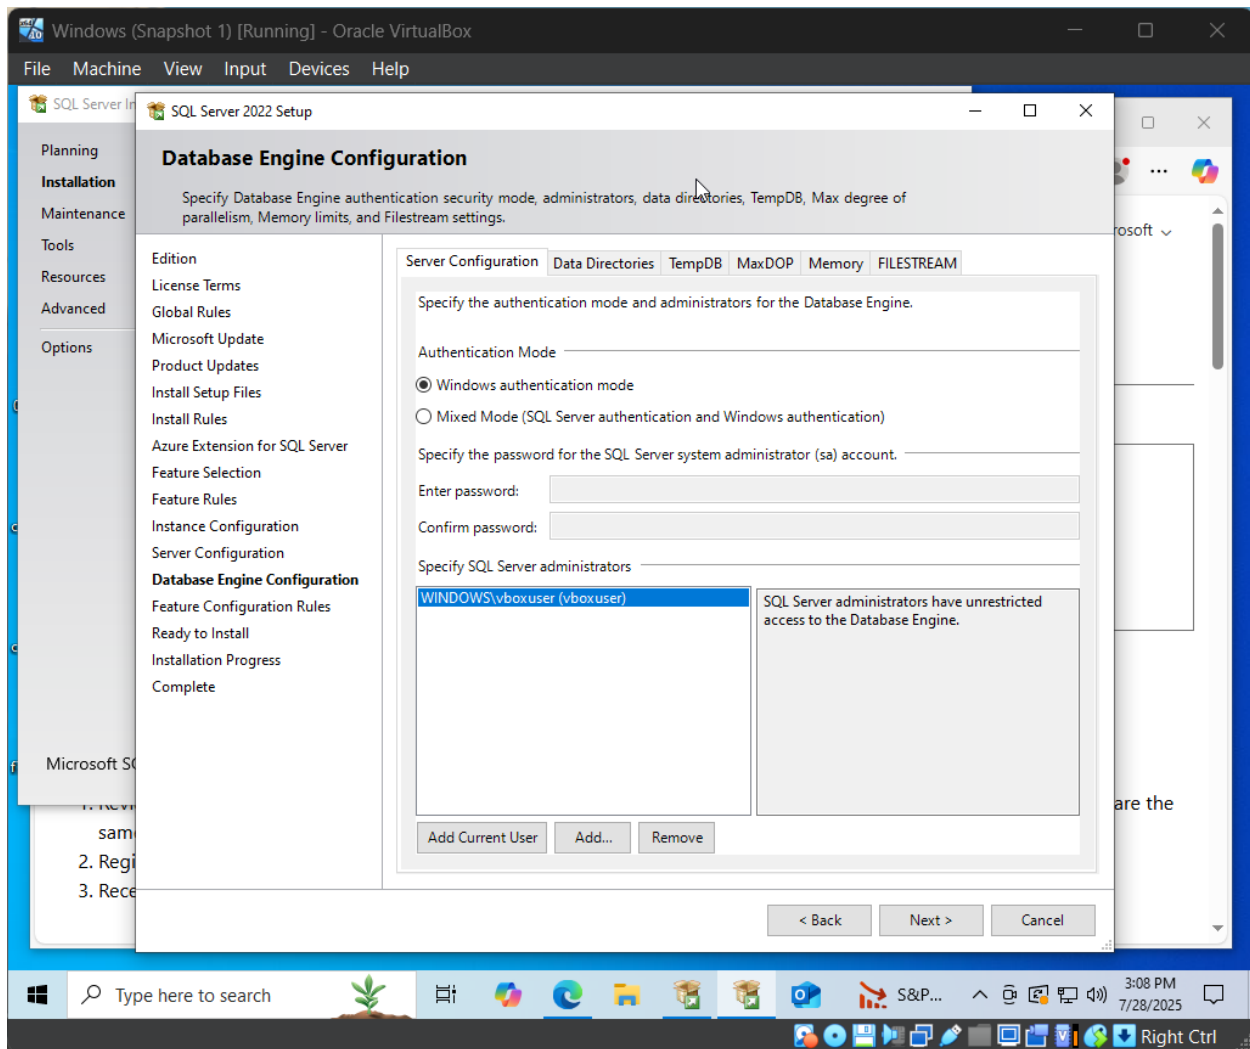 Windows (Snapshot 1) [Running] - Oracle VirtualBox
File Machine View Input Devices Help
SQL Server In
SQL Server 2022 Setup
Planning
Installation
Maintenance
Tools
Resources
Advanced
Options
Microsoft SQ
Database Engine Configuration
Specify Database Engine authentication security mode, administrators, data directories, TempDB, Max degree of
parallelism, Memory limits, and Filestream settings.
rosoft
Edition
License Terms
Global Rules
Microsoft Update
Product Updates
Install Setup Files
Install Rules
Azure Extension for SQL Server
Feature Selection
Feature Rules
Instance Configuration
Server Configuration
Database Engine Configuration
Feature Configuration Rules
Ready to Install
Installation Progress
Complete
Server Configuration Data Directories TempDB MaxDOP Memory FILESTREAM
Specify the authentication mode and administrators for the Database Engine.
Authentication Mode
Windows authentication mode
Mixed Mode (SQL Server authentication and Windows authentication)
Specify the password for the SQL Server system administrator (sa) account.
Enter password:
Confirm password:
Specify SQL Server administrators
WINDOWS\vboxuser (vboxuser)
SQL Server administrators have unrestricted
access to the Database Engine.
Add Current User Add... Remove
are the
sam
2. Regi
3. Rece
< Back Next > Cancel
Type here to search
S&P...
3:08 PM
7/28/2025
Right Ctrl